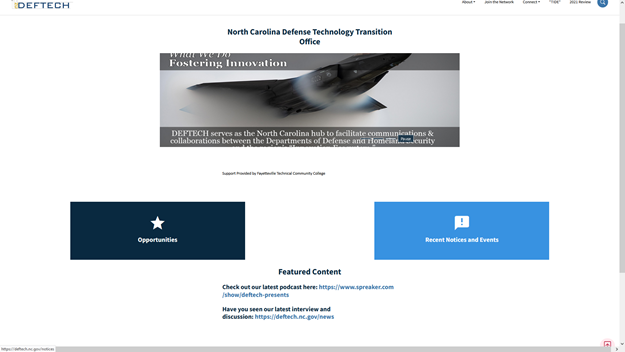 DEFTECH
About
Join the Network
Connect
"TIDE"
2021 Review
North Carolina Defense Technology Transition
Office
What We Do
Fostering Innovation
DEFTECH serves as the North Carolina hub to facilitate communications &
collaborations between the Departments of Defense and Homeland Security
Pause
Support Provided by Fayetteville Technical Community College
Opportunities
Recent Notices and Events
Featured Content
Check out our latest podcast here: https://www.spreaker.com
/show/deftech-presents
Have you seen our latest interview and
discussion: https://deftech.nc.gov/news
https://deftech.nc.gov/notices